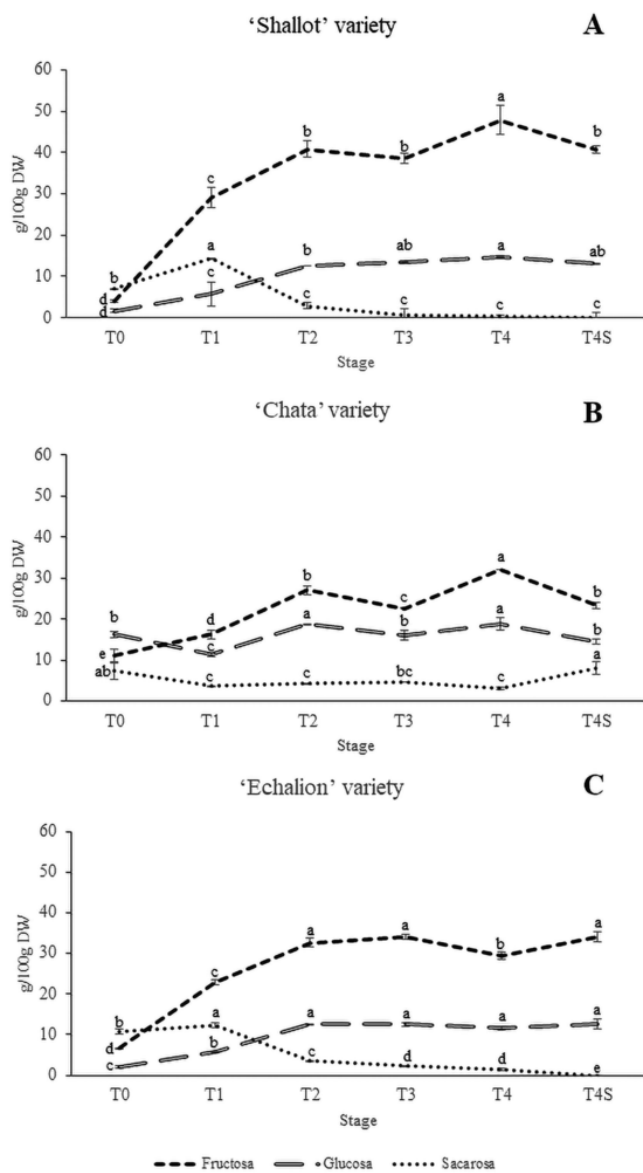 ‘Shallot’ variety A
60
50
40
30
20
10
0
g/100g DW
a
b
b
b
c
a
b
ab
a
ab
b
c
d
d
c
c
c
c
T0 T1 T2 T3 T4 T4S
Stage
‘Chata’ variety B
60
50
40
30
20
10
0
g/100g DW
a
b
c
b
d
b
a
b
a
b
e
c
a
ab
c
c
bc
c
T0 T1 T2 T3 T4 T4S
Stage
‘Echalion’ variety C
60
50
40
30
20
10
0
g/100g DW
a
a
b
a
c
b
a
a
a
a
a
d
b
c
c
d
d
e
T0 T1 T2 T3 T4 T4S
Stage
Fructosa Glucosa Sacarosa